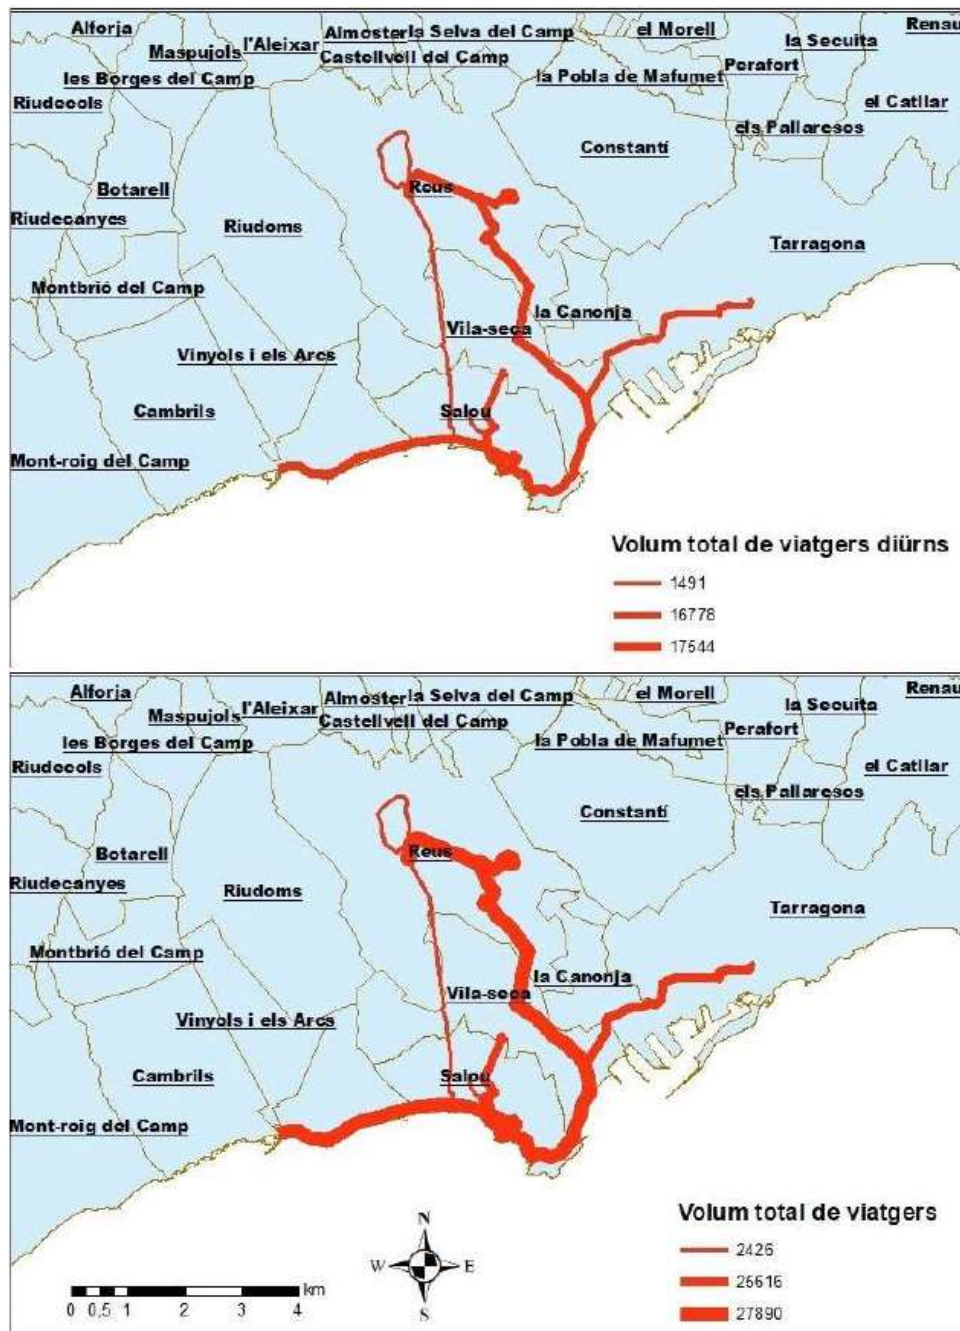 Alforja
Maspujols
l'Aleixar
Almoster
la Selva del Camp
el Morell
Renau
Castellvell del Camp
la Secuita
les Borges del Camp
la Pobla de Mafumet
Perafort
Riudecols
el Catllar
els Pallaresos
Constantí
Botarell
Reus
Riudecanyes
Riudoms
Tarragona
Montbrió del Camp
la Canonja
Vila-seca
Vinyols i els Arcs
Cambrils
Salou
Mont-roig del Camp
Volum total de viatgers diürns
1491
16778
17544
Alforja
Maspujols
l'Aleixar
Almoster
la Selva del Camp
el Morell
Renau
Castellvell del Camp
la Secuita
les Borges del Camp
la Pobla de Mafumet
Perafort
Riudecols
el Catllar
els Pallaresos
Constantí
Botarell
Reus
Riudecanyes
Riudoms
Tarragona
Montbrió del Camp
la Canonja
Vila-seca
Vinyols i els Arcs
Cambrils
Salou
Mont-roig del Camp
Volum total de viatgers
2426
25616
27890
N
W E
S
km
0 0,5 1 2 3 4